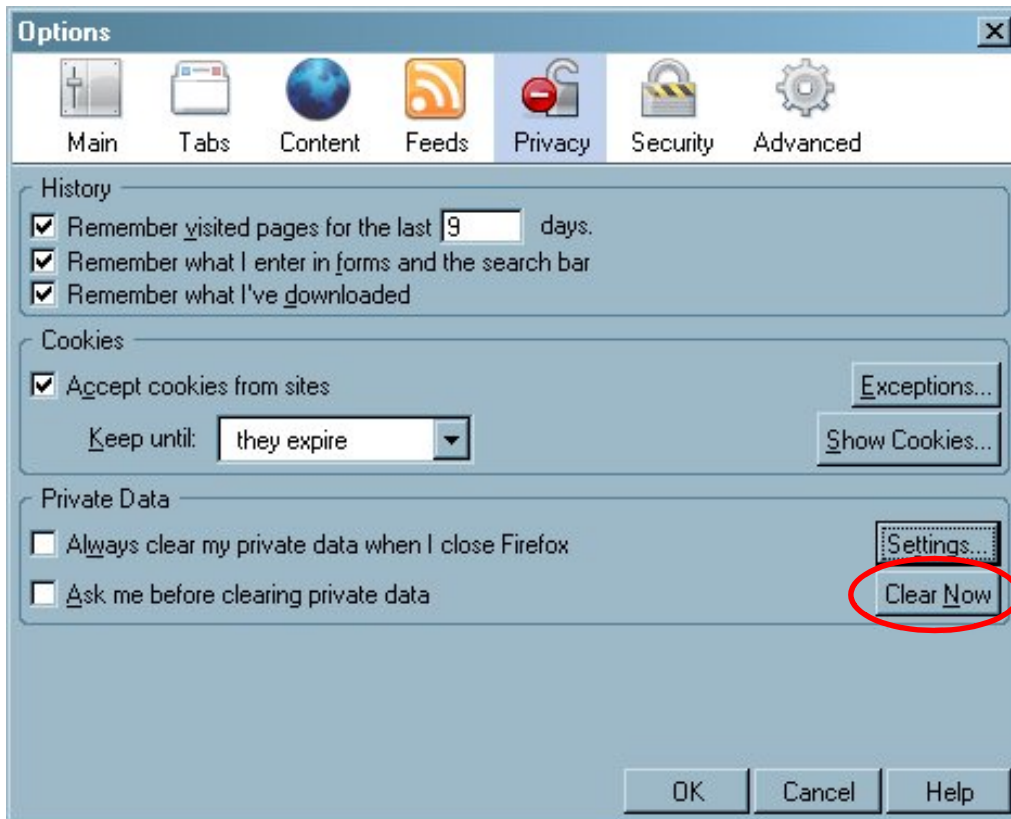 Options
Main Tabs Content Feeds Privacy Security Advanced
History
Remember visited pages for the last 9 days.
Remember what I enter in forms and the search bar
Remember what I've downloaded
Cookies
Accept cookies from sites Exceptions...
Keep until: they expire Show Cookies...
Private Data
Always clear my private data when I close Firefox Settings...
Ask me before clearing private data Clear Now
OK Cancel Help